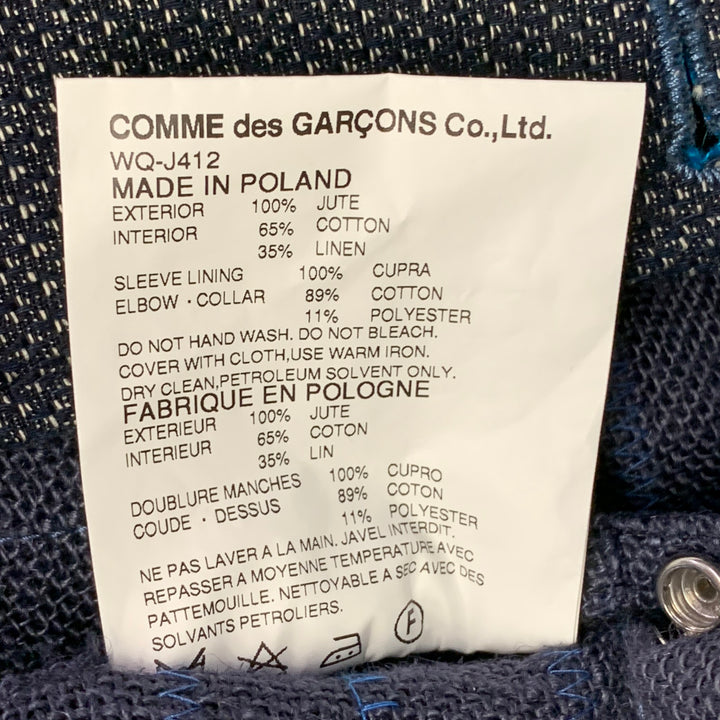 COMME des GARÇONS Co.,Ltd.
WQ-J412
MADE IN POLAND
EXTERIOR 100% JUTE
INTERIOR 65% COTTON
35% LINEN
SLEEVE LINING 100% CUPRA
ELBOW · COLLAR 89% COTTON
11% POLYESTER
DO NOT HAND WASH. DO NOT BLEACH.
COVER WITH CLOTH,USE WARM IRON.
DRY CLEAN,PETROLEUM SOLVENT ONLY.
FABRIQUE EN POLOGNE
EXTERIEUR 100% JUTE
INTERIEUR 65% COTON
35% LIN
DOUBLURE MANCHES 100% CUPRO
COUDE · DESSUS 89% COTON
11% POLYESTER
NE PAS LAVER A LA MAIN. JAVEL INTERDIT.
REPASSER A MOYENNE TEMPERATURE AVEC
PATTEMOUILLE. NETTOYABLE A SEC AVEC DES
SOLVANTS PETROLIERS.
F